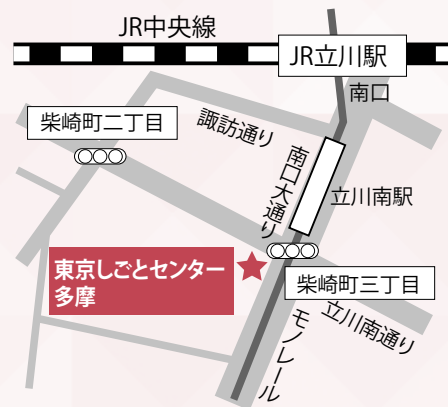 JR中央線
JR立川駅
南口
柴崎町二丁目
諏訪通り
南口大通り
立川南駅
東京しごとセンター
多摩
柴崎町三丁目
立川南通り
モノレール